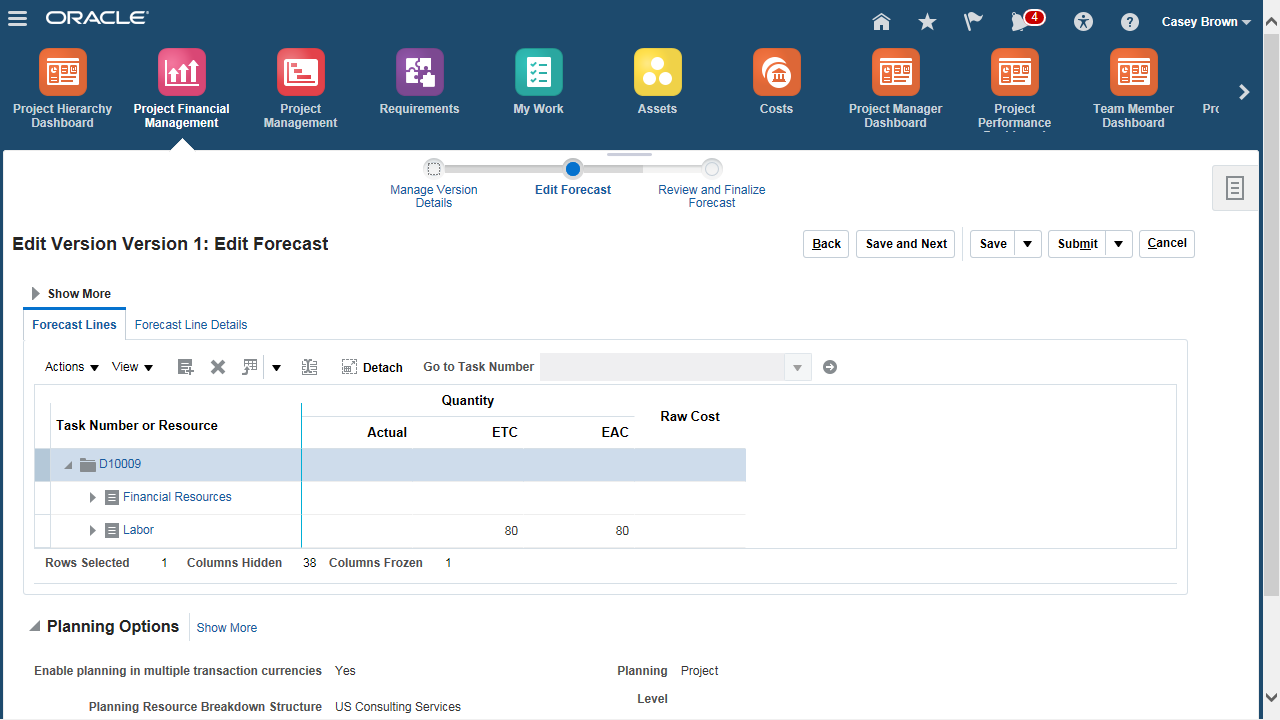 ORACLE
4
Casey Brown
Project Hierarchy
Dashboard
Project Financial
Management
Project
Management
Requirements
My Work
Assets
Costs
Project Manager
Dashboard
Project
Performance
Team Member
Dashboard
Manage Version
Details
Edit Forecast
Review and Finalize
Forecast
Edit Version Version 1: Edit Forecast
Back
Save and Next
Save
Submit
Cancel
Show More
Forecast Lines
Forecast Line Details
Actions
View
Detach
Go to Task Number
Quantity
Task Number or Resource
Actual
ETC
EAC
Raw Cost
D10009
Financial Resources
Labor 80 80
Rows Selected 1 Columns Hidden 38 Columns Frozen 1
Planning Options
Show More
Enable planning in multiple transaction currencies Yes
Planning
Level
Project
Planning Resource Breakdown Structure US Consulting Services